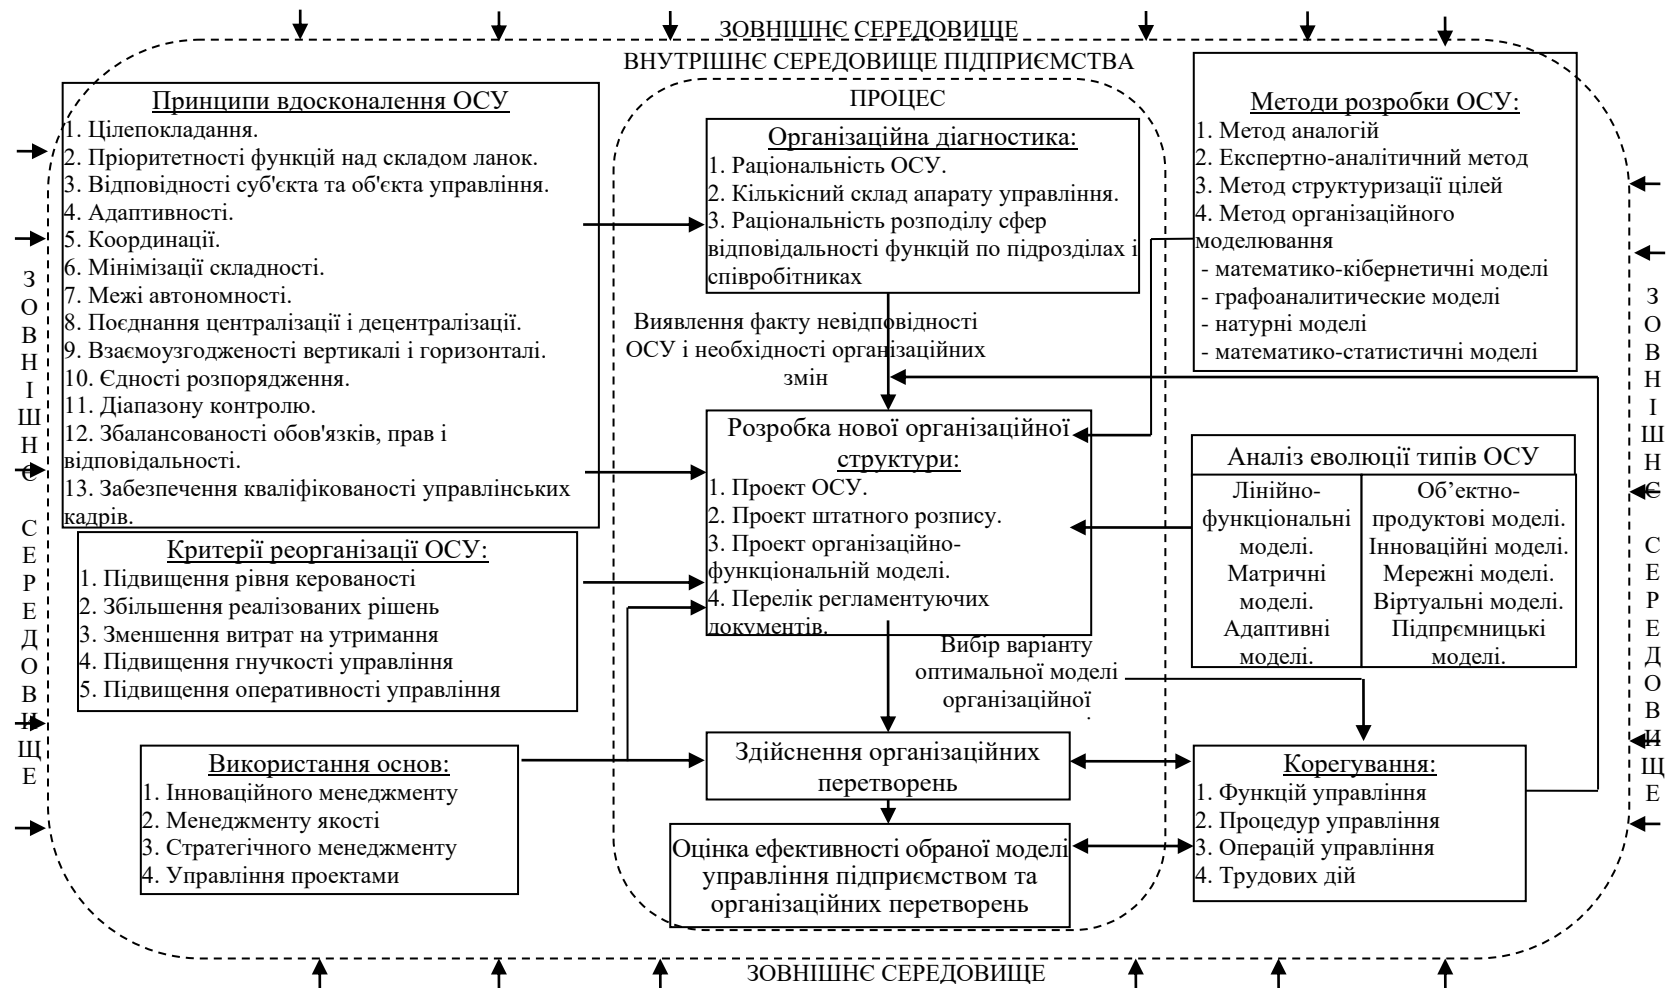 ЗОВНІШНЄ СЕРЕДОВИЩЕ
ВНУТРІШНЄ СЕРЕДОВИЩЕ ПІДПРИЄМСТВА
ЗОВНІШНЄ СЕРЕДОВИЩЕ
Принципи вдосконалення ОСУ
1. Цілепокладання.
2. Пріоритетності функцій над складом ланок.
3. Відповідності суб'єкта та об'єкта управління.
4. Адаптивності.
5. Координації.
6. Мінімізації складності.
7. Межі автономності.
8. Поєднання централізації і децентралізації.
9. Взаємоузгодженості вертикалі і горизонталі.
10. Єдності розпорядження.
11. Діапазону контролю.
12. Збалансованості обов'язків, прав і
відповідальності.
13. Забезпечення кваліфікованості управлінських
кадрів.
Критерії реорганізації ОСУ:
1. Підвищення рівня керованості
2. Збільшення реалізованих рішень
3. Зменшення витрат на утримання
4. Підвищення гнучкості управління
5. Підвищення оперативності управління
Використання основ:
1. Інноваційного менеджменту
2. Менеджменту якості
3. Стратегічного менеджменту
4. Управління проектами
ПРОЦЕС
Організаційна діагностика:
1. Раціональність ОСУ.
2. Кількісний склад апарату управління.
3. Раціональність розподілу сфер
відповідальності функцій по підрозділах і
співробітниках
Виявлення факту невідповідності
ОСУ і необхідності організаційних
змін
Розробка нової організаційної
структури:
1. Проект ОСУ.
2. Проект штатного розпису.
3. Проект організаційно-
функціональній моделі.
4. Перелік регламентуючих
документів.
Вибір варіанту
оптимальної моделі
організаційної
Здійснення організаційних
перетворень
Оцінка ефективності обраної моделі
управління підприємством та
організаційних перетворень
Методи розробки ОСУ:
1. Метод аналогій
2. Експертно-аналітичний метод
3. Метод структуризації цілей
4. Метод організаційного
моделювання
- математико-кібернетичні моделі
- графоаналитические моделі
- натурні моделі
- математико-статистичні моделі
Аналіз еволюції типів ОСУ
Лінійно-
функціональні
моделі.
Матричні
моделі.
Адаптивні
моделі.
Об’ектно-
продуктові моделі.
Інноваційні моделі.
Мережні моделі.
Віртуальні моделі.
Підпрємницькі
моделі.
Корегування:
1. Функцій управління
2. Процедур управління
3. Операцій управління
4. Трудових дій
ЗОВНІШНЄ СЕРЕДОВИЩЕ
ЗОВНІШНЄ СЕРЕДОВИЩЕ